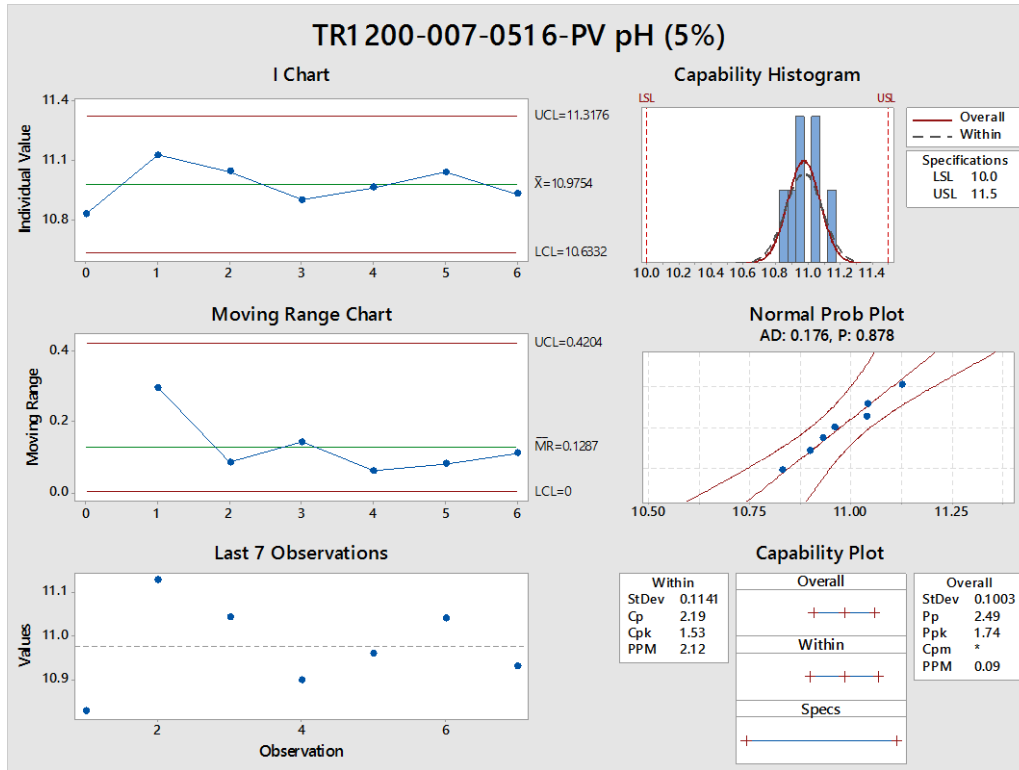 TR1200-007-0516-PV pH (5%)
I Chart
Individual Value
11.4
11.1
10.8
UCL=11.3176
X̄=10.9754
LCL=10.6332
0 1 2 3 4 5 6
Capability Histogram
LSL USL
10.0 10.2 10.4 10.6 10.8 11.0 11.2 11.4
Overall
Within
Specifications
LSL 10.0
USL 11.5
Moving Range Chart
Moving Range
0.4
0.2
0.0
UCL=0.4204
M̄R̄=0.1287
LCL=0
0 1 2 3 4 5 6
Normal Prob Plot
AD: 0.176, P: 0.878
10.50 10.75 11.00 11.25
Last 7 Observations
Values
11.1
11.0
10.9
2 4 6
Observation
Capability Plot
Within
StDev 0.1141
Cp 2.19
Cpk 1.53
PPM 2.12
Overall
Within
Specs
Overall
StDev 0.1003
Pp 2.49
Ppk 1.74
Cpm *
PPM 0.09